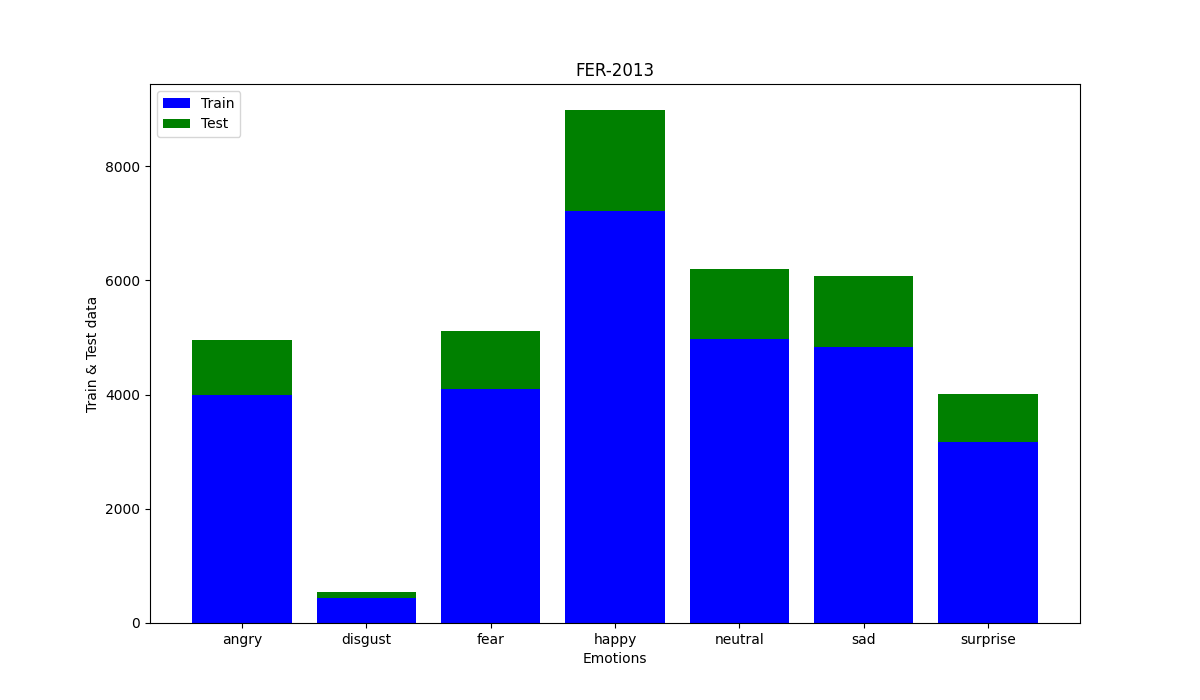 FER-2013
Train
Test
Train & Test data
8000
6000
4000
2000
0
angry disgust fear happy neutral sad surprise
Emotions